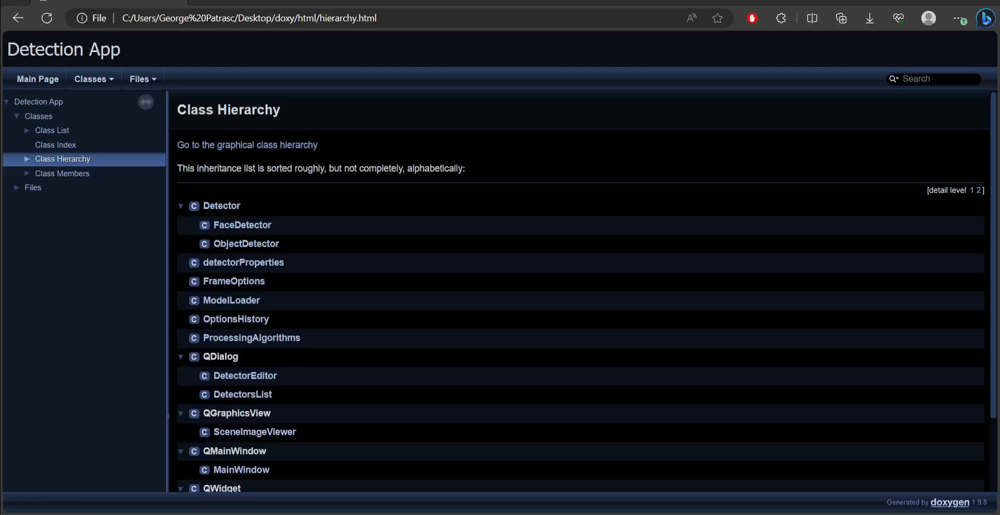 File C:/Users/George%20Patrasc/Desktop/doxy/html/hierarchy.html
Detection App
Main Page Classes Files Search
Detection App
Classes
Class List
Class Index
Class Hierarchy
Class Members
Files
Class Hierarchy
Go to the graphical class hierarchy
This inheritance list is sorted roughly, but not completely, alphabetically:
[detail level 1 2]
C Detector
C FaceDetector
C ObjectDetector
C detectorProperties
C FrameOptions
C ModelLoader
C OptionsHistory
C ProcessingAlgorithms
C QDialog
C DetectorEditor
C DetectorsList
C QGraphicsView
C SceneImageViewer
C QMainWindow
C MainWindow
C QWidget
Generated by doxygen 1.9.8